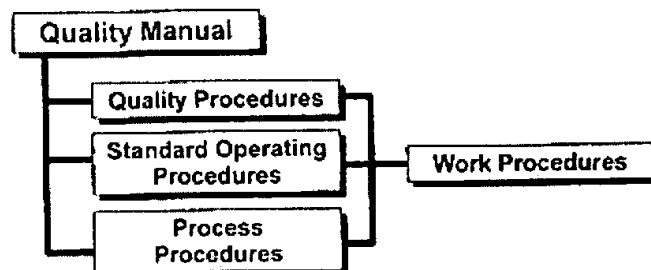 Quality Manual
Quality Procedures
Standard Operating
Procedures
Work Procedures
Process
Procedures